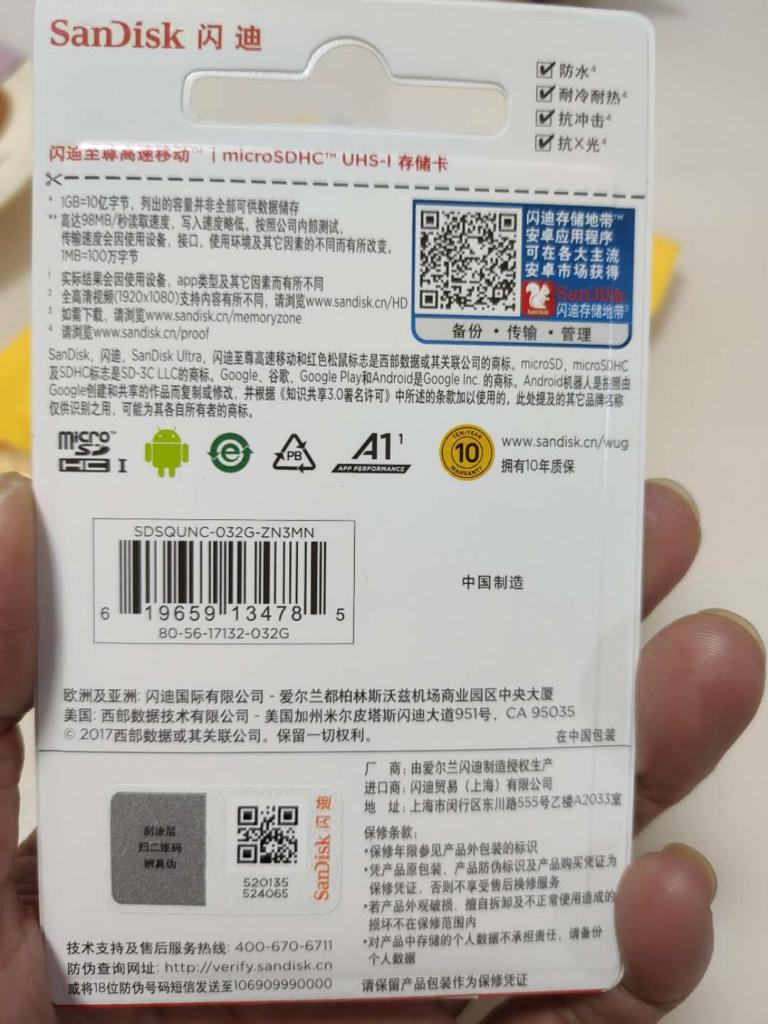 SanDisk 闪迪
防水⁴
耐冷耐热⁴
抗冲击⁴
抗X光⁴
闪迪至尊高速移动™ | microSDHC™ UHS-I 存储卡
* 1GB=10亿字节,列出的容量并非全部可供数据储存
** 高达98MB/秒读取速度,写入速度略低。按照公司内部测试,
传输速度会因使用设备,接口,使用环境及其它因素的不同而有所改变。
1MB=100万字节
¹ 实际结果会因使用设备、app类型及其它因素而有所不同
² 全高清视频(1920x1080)支持内容有所不同,请浏览www.sandisk.cn/HD
³ 如需下载,请浏览www.sandisk.cn/memoryzone
⁴ 请浏览www.sandisk.cn/proof
闪迪存储地带™
安卓应用程序
可在各大主流
安卓市场获得
SanDisk
闪迪存储地带³
SanDisk
备份·传输·管理
SanDisk,闪迪,SanDisk Ultra,闪迪至尊高速移动和红色松鼠标志是西部数据或其关联公司的商标。microSD,microSDHC
及SDHC标志是SD-3C LLC的商标。Google、谷歌、Google Play和Android是Google Inc. 的商标。Android机器人是按照由
Google创建和共享的作品而复制或修改,并根据《知识共享3.0署名许可》中所述的条款加以使用的。此处提及的其它品牌名称
仅供识别之用,可能为其各自所有者的商标。
micro™
SD
HC I
e
PB
A1¹
APP PERFORMANCE
TEN-YEAR
10
WARRANTY
www.sandisk.cn/wug
拥有10年质保
SDSQUNC-032G-ZN3MN
6 19659 13478 5
80-56-17132-032G
中国制造
欧洲及亚洲: 闪迪国际有限公司 - 爱尔兰都柏林斯沃兹机场商业园区中央大厦
美国: 西部数据技术有限公司 - 美国加州米尔皮塔斯闪迪大道951号,CA 95035
© 2017西部数据或其关联公司。保留一切权利。
在中国包装
刮涂层
扫二维码
辨真伪
520135
524065
SanDisk 闪迪
厂 商: 由爱尔兰闪迪制造授权生产
进口商: 闪迪贸易(上海)有限公司
地 址: 上海市闵行区东川路555号乙楼A2033室
保修条款:
•保修年限参见产品外包装的标识
•凭产品原包装、产品防伪标识及产品购买凭证为
保修凭证,否则不享受售后换修服务
•若产品外观破损、擅自拆卸及不正常使用造成的
损坏不在保修范围内
•对产品中存储的个人数据不承担责任,请备份
个人数据
请保留产品包装作为保修凭证
技术支持及售后服务热线: 400-670-6711
防伪查询网址: http://verify.sandisk.cn
或将18位防伪号码短信发送至106909990000